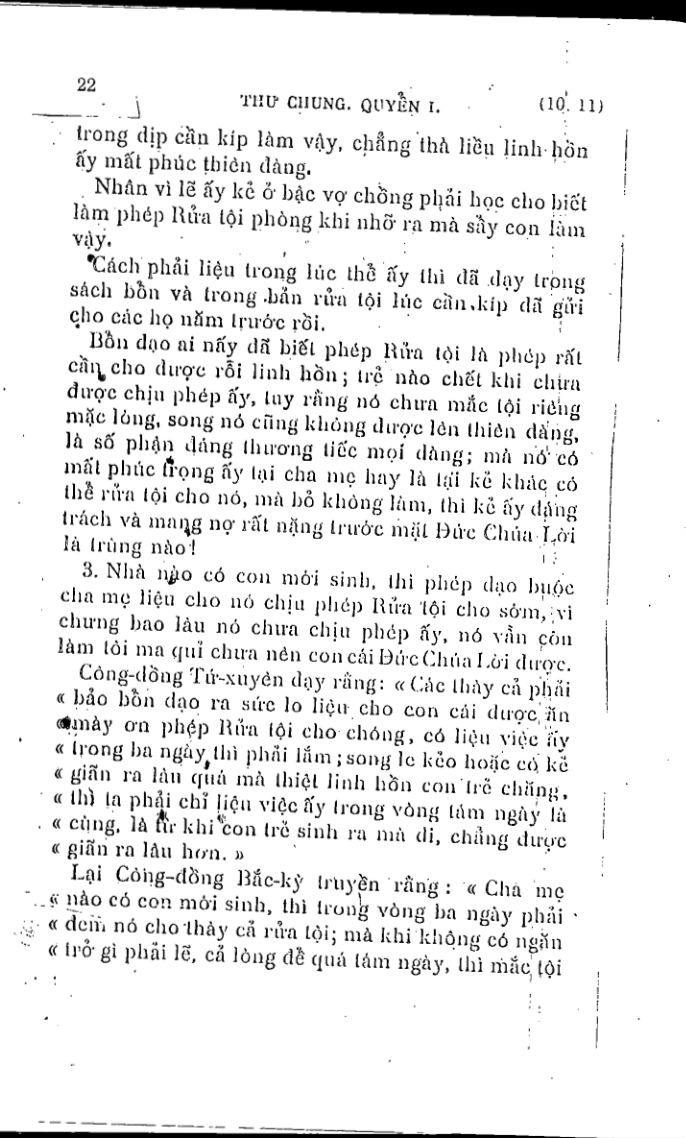 22
THƯ CHUNG. QUYỂN I.
(10. 11)
trong dịp cần kíp làm vậy, chẳng thà liều linh hồn
ấy mất phúc thiên đàng.
Nhân vì lẽ ấy kẻ ở bậc vợ chồng phải học cho biết
làm phép Rửa tội phòng khi nhỡ ra mà sẩy con làm
vậy.
Cách phải liệu trong lúc thể ấy thì đã dạy trong
sách bổn và trong bản rửa tội lúc cần kíp đã gửi
cho các họ năm trước rồi.
Bổn đạo ai nấy đã biết phép Rửa tội là phép rất
cần cho được rỗi linh hồn; trẻ nào chết khi chưa
được chịu phép ấy, tuy rằng nó chưa mắc tội riêng
mặc lòng, song nó cũng không được lên thiên đàng,
là số phận đáng thương tiếc mọi đàng; mà nó có
mất phúc trọng ấy tại cha mẹ hay là tại kẻ khác có
thể rửa tội cho nó, mà bỏ không làm, thì kẻ ấy đáng
trách và mang nợ rất nặng trước mặt Đức Chúa Lời
là trùng nào!
3. Nhà nào có con mới sinh, thì phép đạo buộc
cha mẹ liệu cho nó chịu phép Rửa tội cho sớm, vì
chưng bao lâu nó chưa chịu phép ấy, nó vẫn còn
làm tôi ma quỉ chưa nên con cái Đức Chúa Lời được.
Công-đồng Tứ-xuyên dạy rằng: « Các thày cả phải
« bảo bổn đạo ra sức lo liệu cho con cái được ăn
« mày ơn phép Rửa tội cho chóng, có liệu việc ấy
« trong ba ngày thì phải lắm; song le kẻo hoặc có kẻ
« giãn ra lâu quá mà thiệt linh hồn con trẻ chăng,
« thì ta phải chỉ liệu việc ấy trong vòng tám ngày là
« cùng, là từ khi con trẻ sinh ra mà đi, chẳng được
« giãn ra lâu hơn. »
Lại Công-đồng Bắc-kỳ truyền rằng: « Cha mẹ
« nào có con mới sinh, thì trong vòng ba ngày phải
« đem nó cho thày cả rửa tội; mà khi không có ngăn
« trở gì phải lẽ, cả lòng để quá tám ngày, thì mắc tội